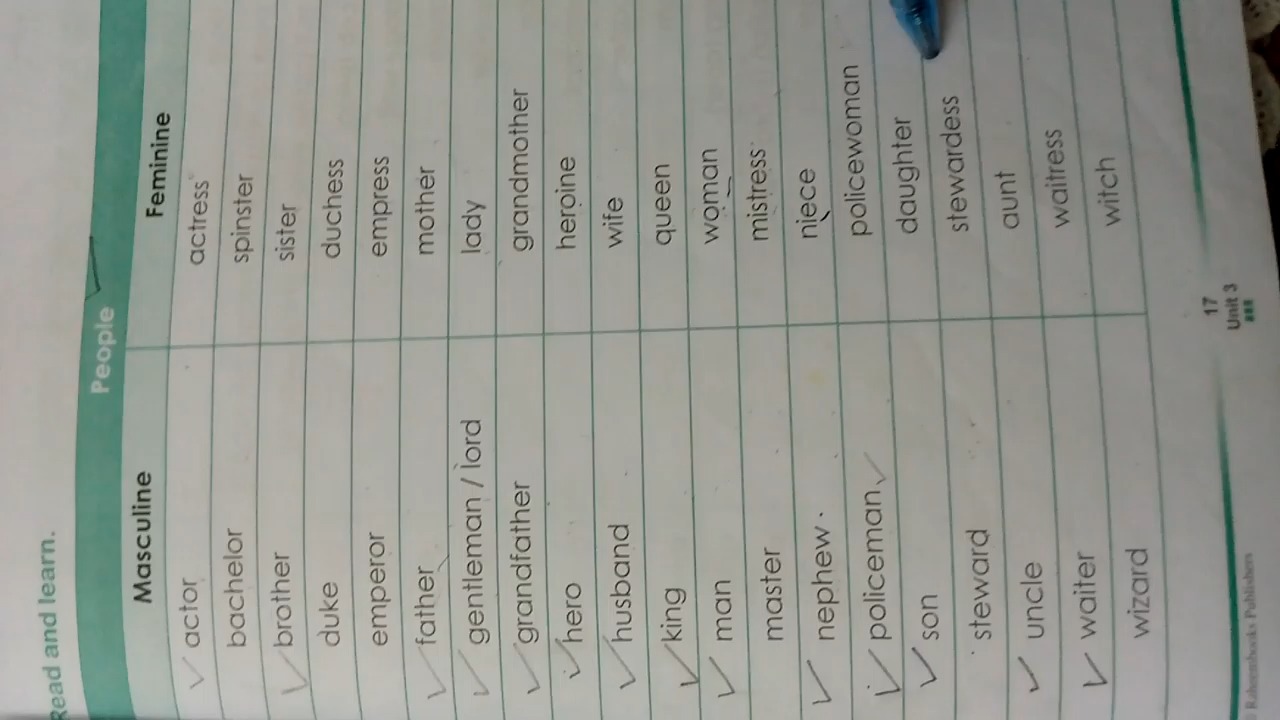 Read and learn.
People
Masculine Feminine
actor actress
bachelor spinster
brother sister
duke duchess
emperor empress
father mother
gentleman / lord lady
grandfather grandmother
hero heroine
husband wife
king queen
man woman
master mistress
nephew niece
policeman policewoman
son daughter
steward stewardess
uncle aunt
waiter waitress
wizard witch
17
Unit 3
Publishers